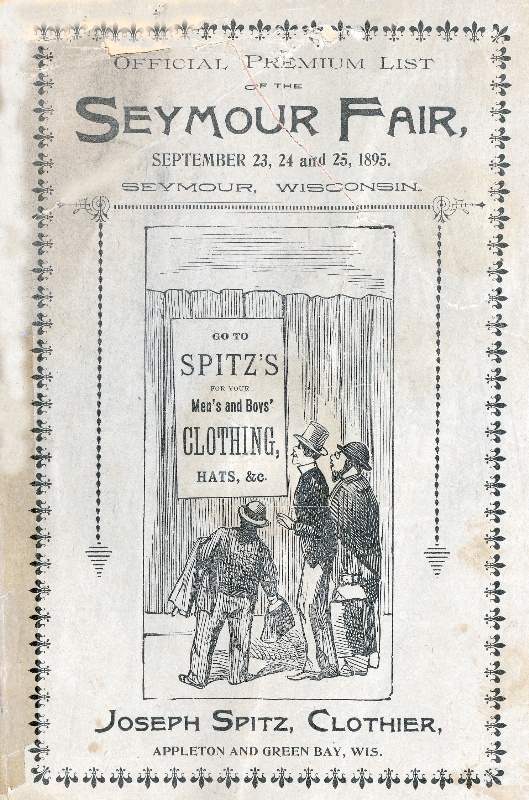 OFFICIAL PREMIUM LIST
OF THE
SEYMOUR FAIR,
SEPTEMBER 23, 24 and 25, 1895.
SEYMOUR, WISCONSIN.
GO TO
SPITZ'S
FOR YOUR
Men's and Boys'
CLOTHING,
HATS, &c.
JOSEPH SPITZ, CLOTHIER,
APPLETON AND GREEN BAY, WIS.